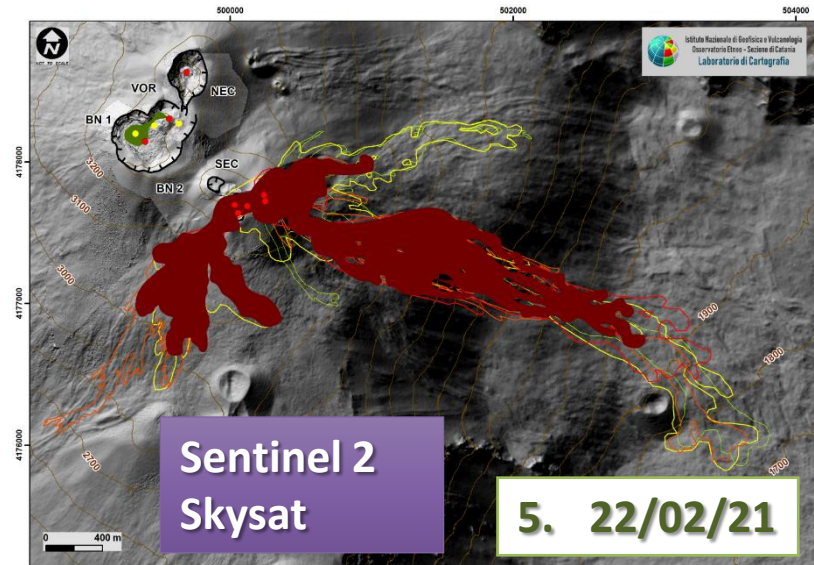 500000
502000
504000
Istituto Nazionale di Geofisica e Vulcanologia
Osservatorio Etneo - Sezione di Catania
Laboratorio di Cartografia
N
VOR
NEC
BN 1
BN 2
SEC
4178000
4177000
4176000
3200
3100
3000
2700
1900
1800
1700
Sentinel 2
Skysat
5. 22/02/21
0 400 m